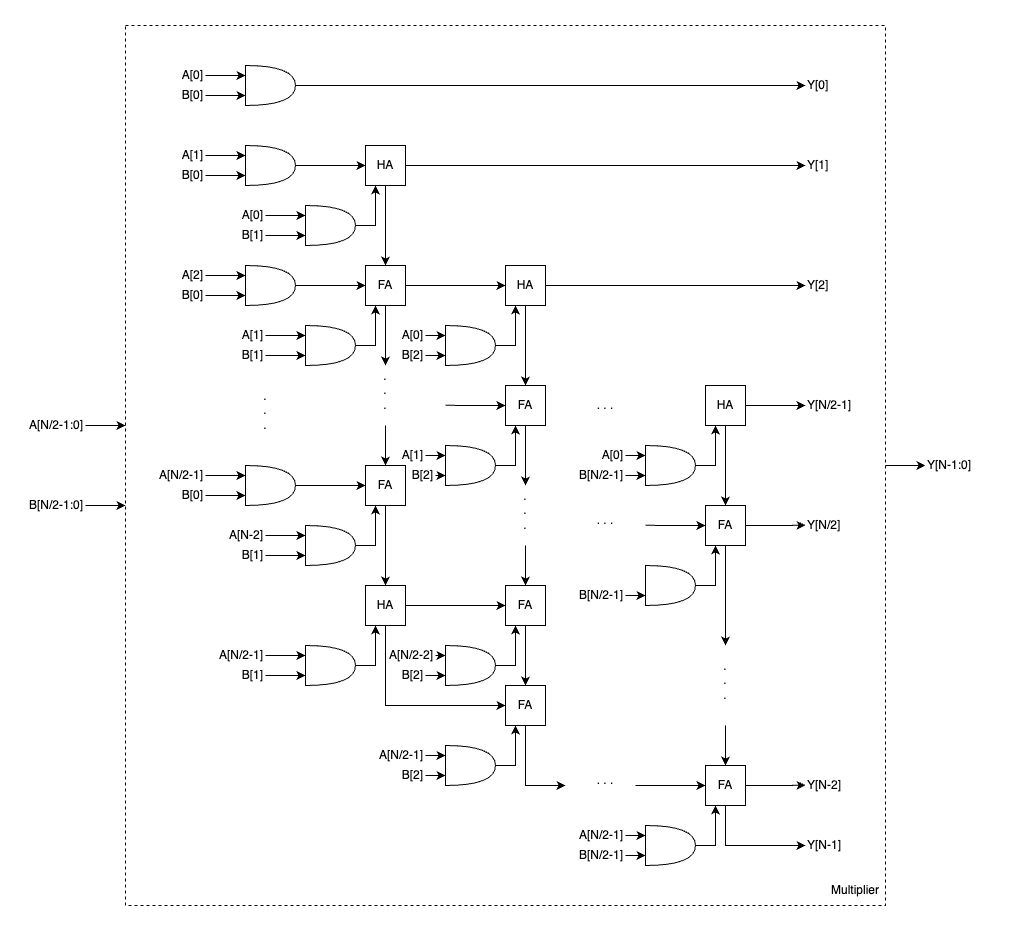 A[0]
B[0]
Y[0]
A[1]
B[0]
HA
Y[1]
A[0]
B[1]
A[2]
B[0]
FA
HA
Y[2]
A[1]
B[1]
A[0]
B[2]
FA
. . .
HA
Y[N/2-1]
A[N/2-1:0]
A[1]
B[2]
A[0]
B[N/2-1]
Y[N-1:0]
A[N/2-1]
B[0]
FA
B[N/2-1:0]
. . .
FA
Y[N/2]
A[N-2]
B[1]
B[N/2-1]
HA
FA
A[N/2-1]
B[1]
A[N/2-2]
B[2]
FA
A[N/2-1]
B[2]
. . .
FA
Y[N-2]
A[N/2-1]
B[N/2-1]
Y[N-1]
Multiplier